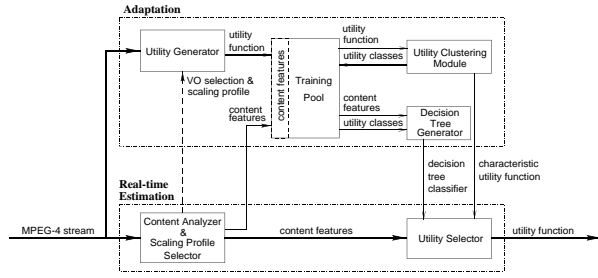 Adaptation
Utility Generator
utility
function
content features
Training
Pool
utility
function
utility classes
Utility Clustering
Module
VO selection &
scaling profile
content
features
content
features
utility classes
Decision
Tree
Generator
decision
tree
classifier
characteristic
utility function
Real-time
Estimation
MPEG-4 stream
Content Analyzer
&
Scaling Profile
Selector
content features
Utility Selector
utility function